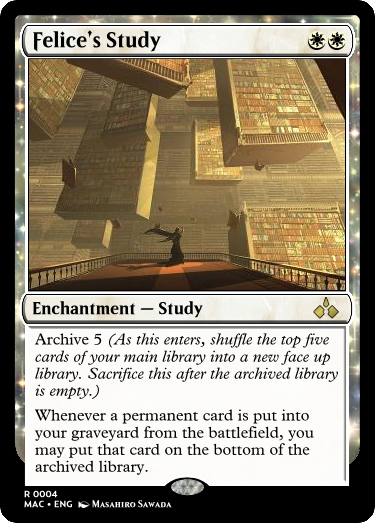 Felice's Study
Enchantment — Study
Archive 5 (As this enters, shuffle the top five
cards of your main library into a new face up
library. Sacrifice this after the archived library
is empty.)
Whenever a permanent card is put into
your graveyard from the battlefield, you
may put that card on the bottom of the
archived library.
R 0004
MAC • ENG Masahiro Sawada